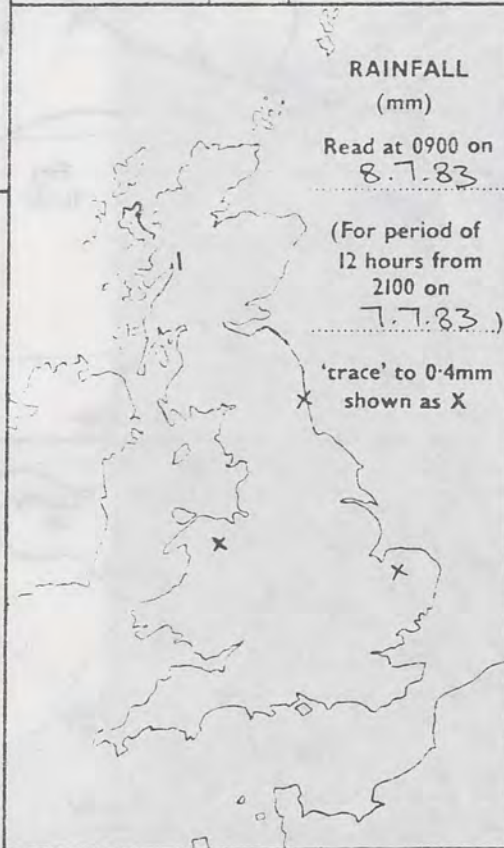 RAINFALL
(mm)
Read at 0900 on
8.7.83
(For period of
12 hours from
2100 on
7.7.83)
'trace' to 0·4mm
shown as X
1
X
X
X